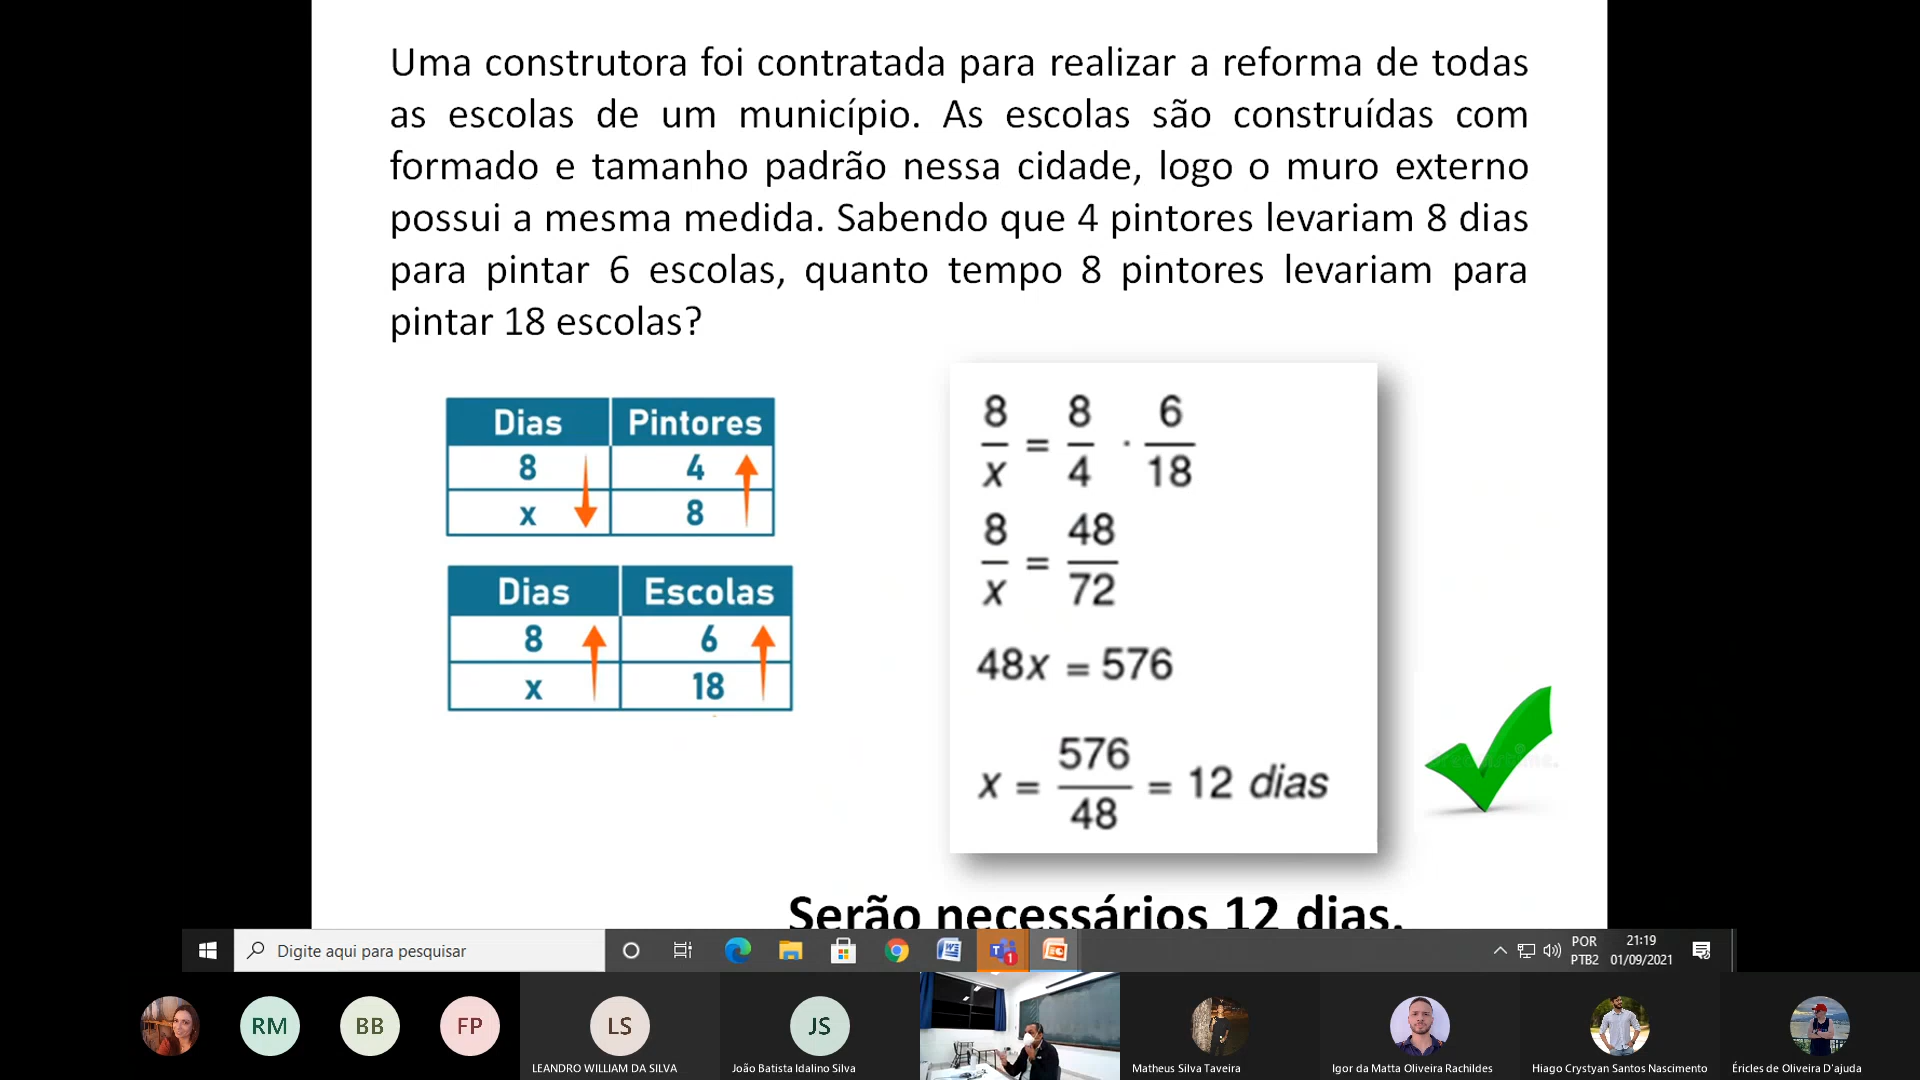 Uma construtora foi contratada para realizar a reforma de todas
as escolas de um município. As escolas são construídas com
formado e tamanho padrão nessa cidade, logo o muro externo
possui a mesma medida. Sabendo que 4 pintores levariam 8 dias
para pintar 6 escolas, quanto tempo 8 pintores levariam para
pintar 18 escolas?
Dias Pintores
8 4
x 8
Dias Escolas
8 6
x 18
8/x = 8/4 · 6/18
8/x = 48/72
48x = 576
x = 576/48 = 12 dias
Serão necessários 12 dias.
Digite aqui para pesquisar
1
POR
PTB2
21:19
01/09/2021
RM
BB
FP
LS
JS
LEANDRO WILLIAM DA SILVA
João Batista Idalino Silva
Matheus Silva Taveira
Igor da Matta Oliveira Rachildes
Hiago Crystyan Santos Nascimento
Éricles de Oliveira D'ajuda